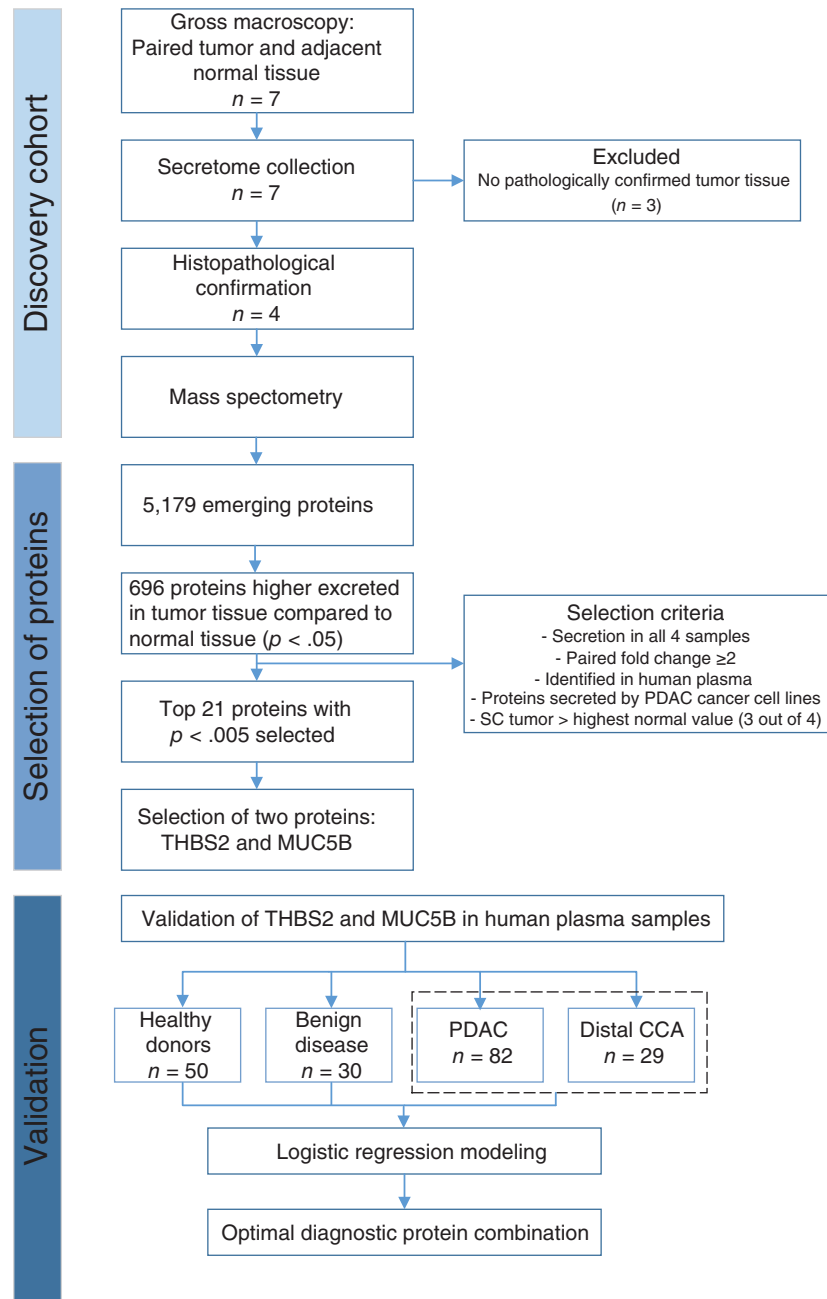 Discovery cohort
Gross macroscopy:
Paired tumor and adjacent
normal tissue
n = 7
Secretome collection
n = 7
Excluded
No pathologically confirmed tumor tissue
(n = 3)
Histopathological
confirmation
n = 4
Mass spectometry
Selection of proteins
5,179 emerging proteins
696 proteins higher excreted
in tumor tissue compared to
normal tissue (p < .05)
Selection criteria
- Secretion in all 4 samples
- Paired fold change ≥2
- Identified in human plasma
- Proteins secreted by PDAC cancer cell lines
- SC tumor > highest normal value (3 out of 4)
Top 21 proteins with
p < .005 selected
Selection of two proteins:
THBS2 and MUC5B
Validation
Validation of THBS2 and MUC5B in human plasma samples
Healthy
donors
n = 50
Benign
disease
n = 30
PDAC
n = 82
Distal CCA
n = 29
Logistic regression modeling
Optimal diagnostic protein combination